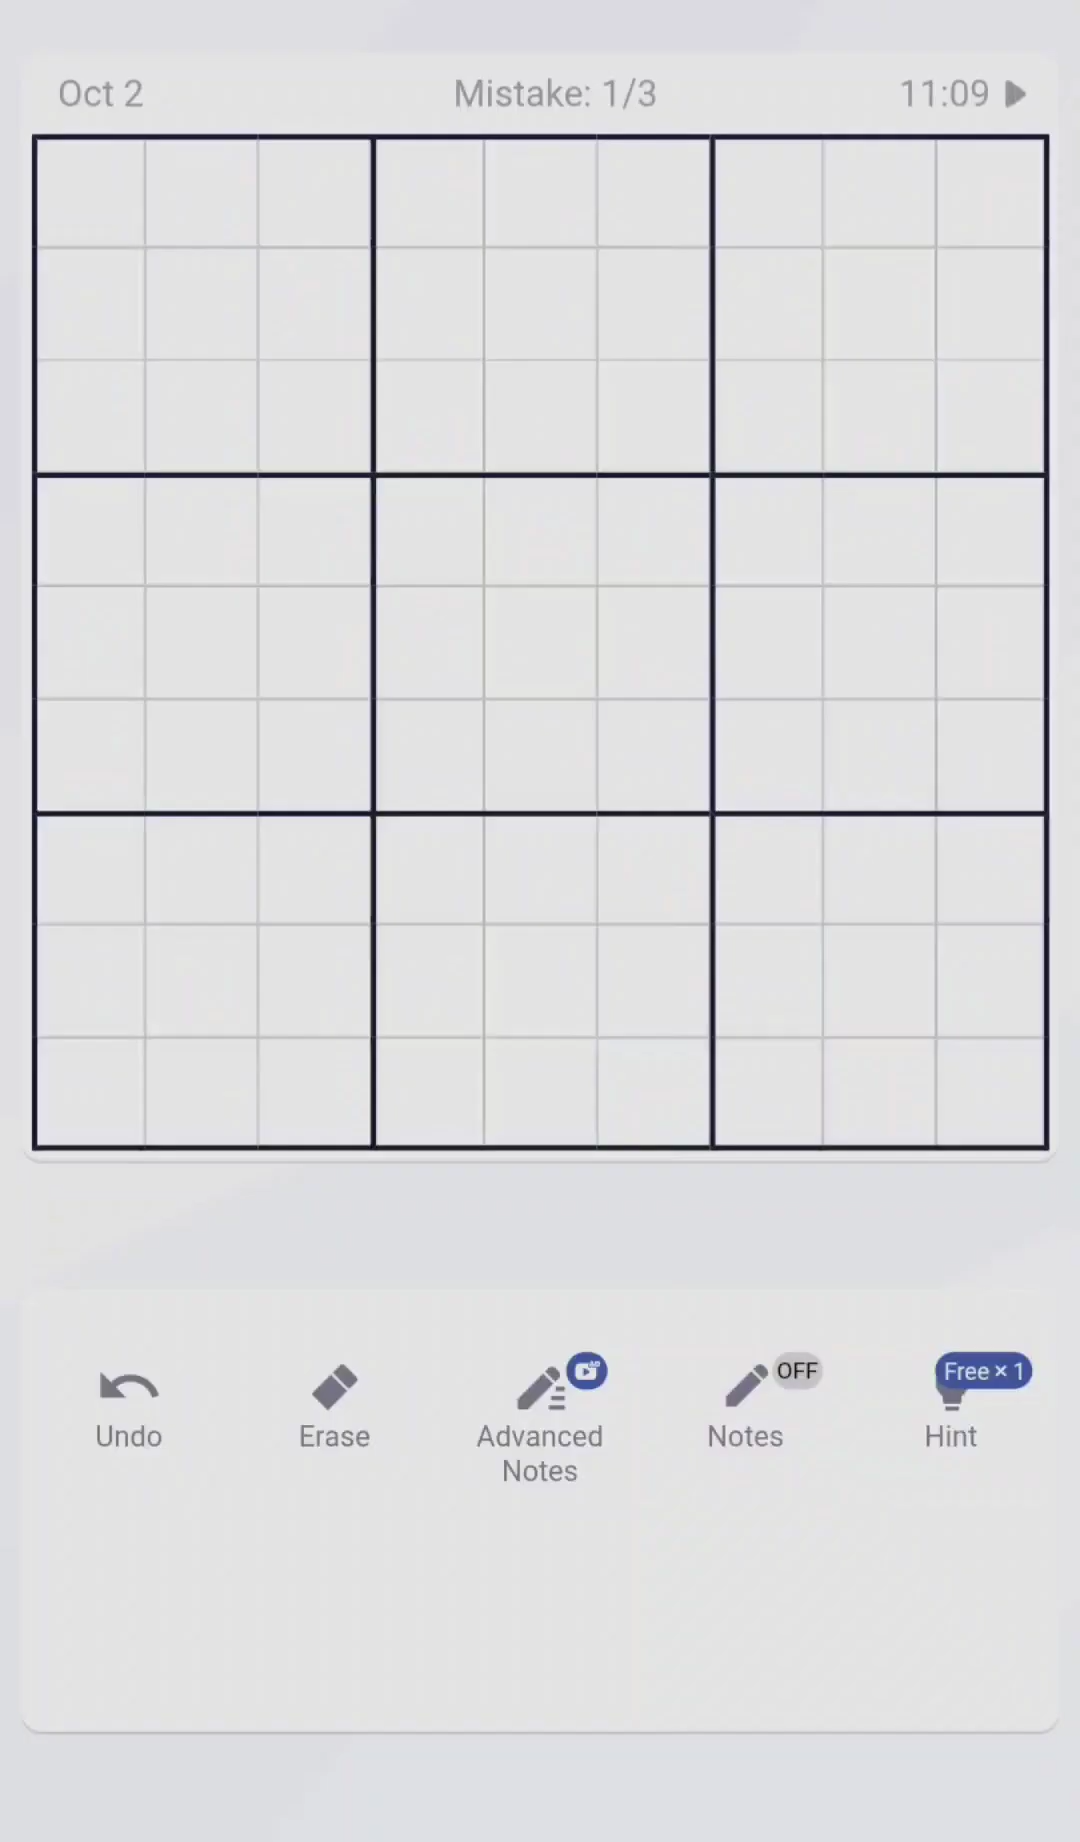 Oct 2 Mistake: 1/3 11:09
OFF Free × 1
Undo Erase Advanced Notes Notes Hint